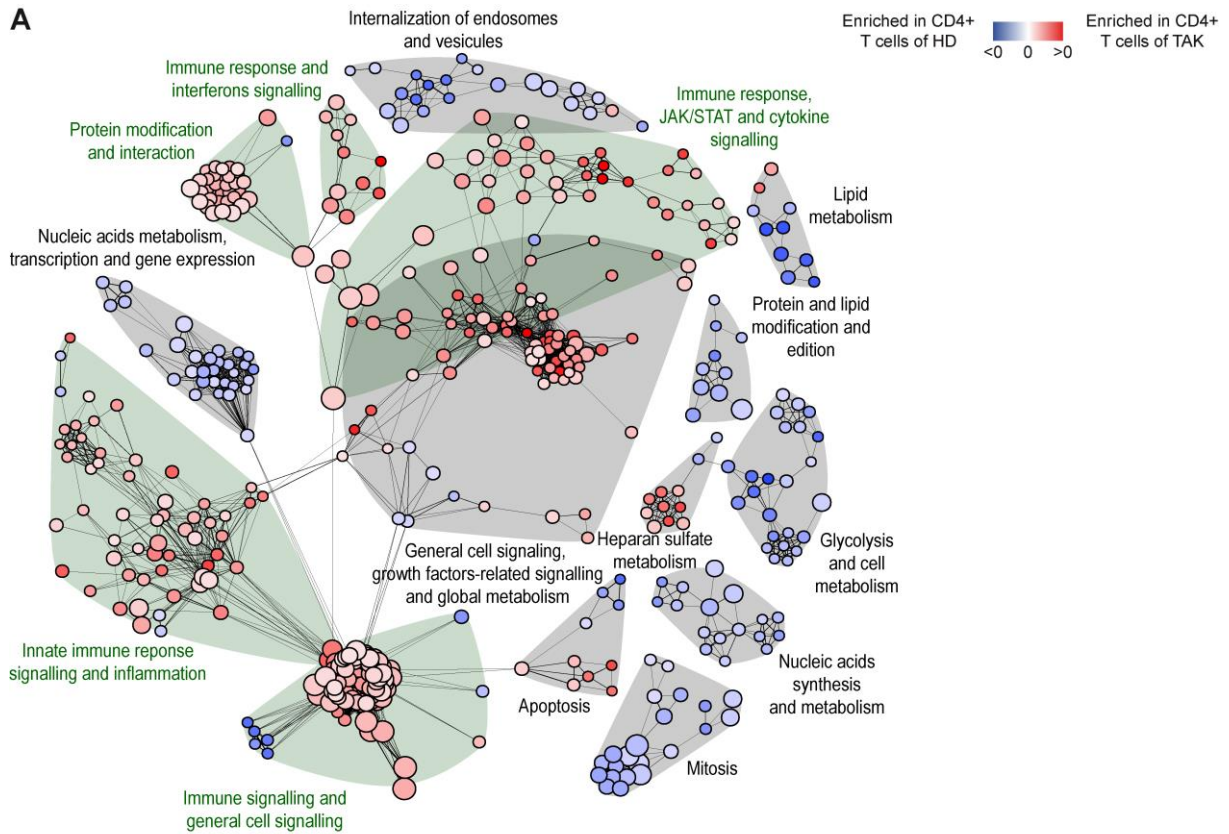 A
Internalization of endosomes
and vesicules
Enriched in CD4+
T cells of HD
<0 0 >0
Enriched in CD4+
T cells of TAK
Immune response and
interferons signalling
Immune response,
JAK/STAT and cytokine
signalling
Protein modification
and interaction
Lipid
metabolism
Nucleic acids metabolism,
transcription and gene expression
Protein and lipid
modification and
edition
Heparan sulfate
metabolism
Glycolysis
and cell
metabolism
General cell signaling,
growth factors-related signalling
and global metabolism
Innate immune reponse
signalling and inflammation
Nucleic acids
synthesis
and metabolism
Apoptosis
Mitosis
Immune signalling and
general cell signalling